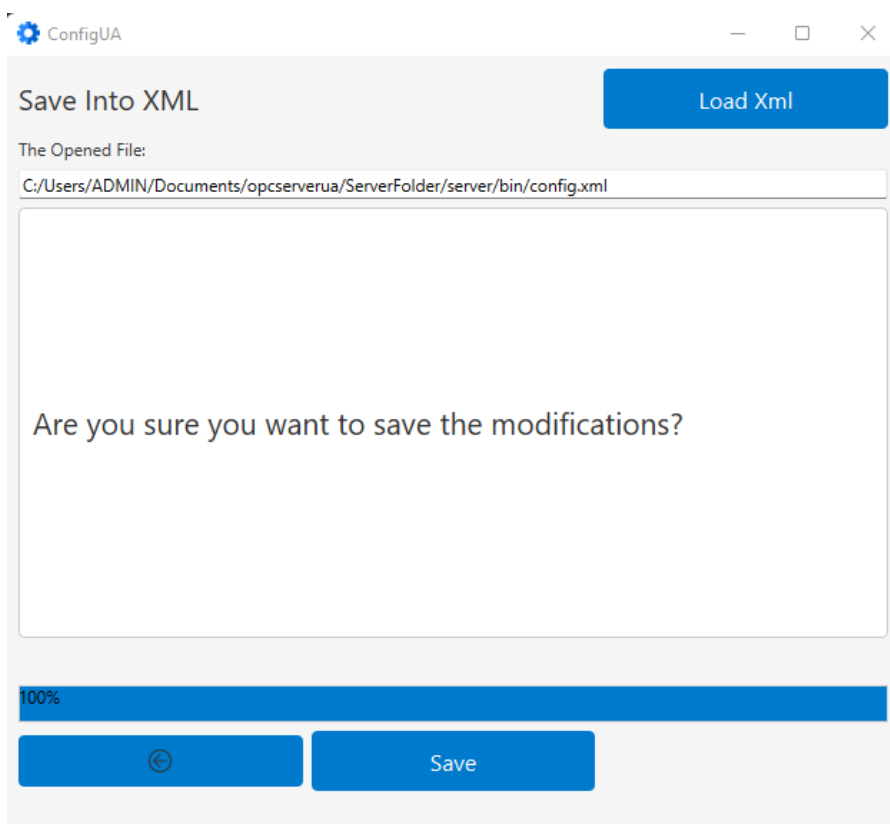 ConfigUA
Save Into XML
Load Xml
The Opened File:
C:/Users/ADMIN/Documents/opcserverua/ServerFolder/server/bin/config.xml
Are you sure you want to save the modifications?
100%
Save